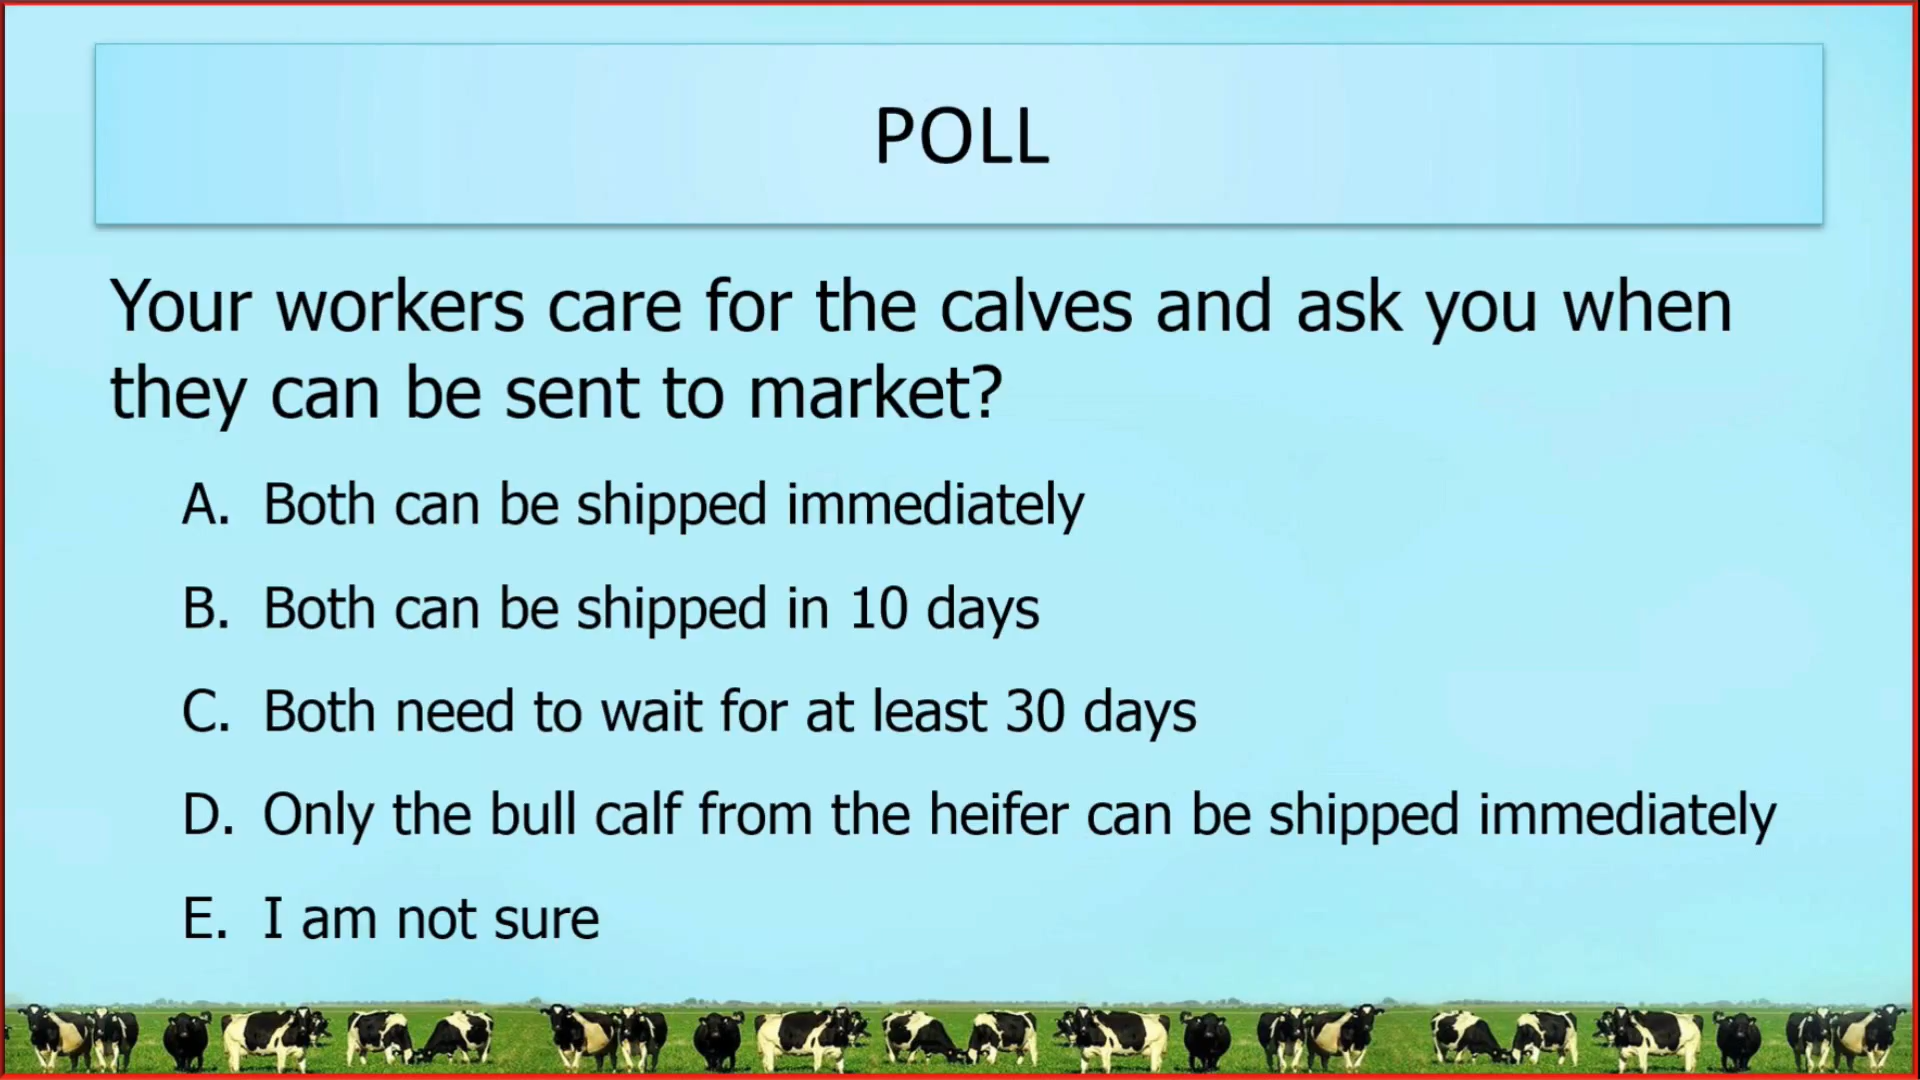 POLL
Your workers care for the calves and ask you when
they can be sent to market?
A. Both can be shipped immediately
B. Both can be shipped in 10 days
C. Both need to wait for at least 30 days
D. Only the bull calf from the heifer can be shipped immediately
E. I am not sure